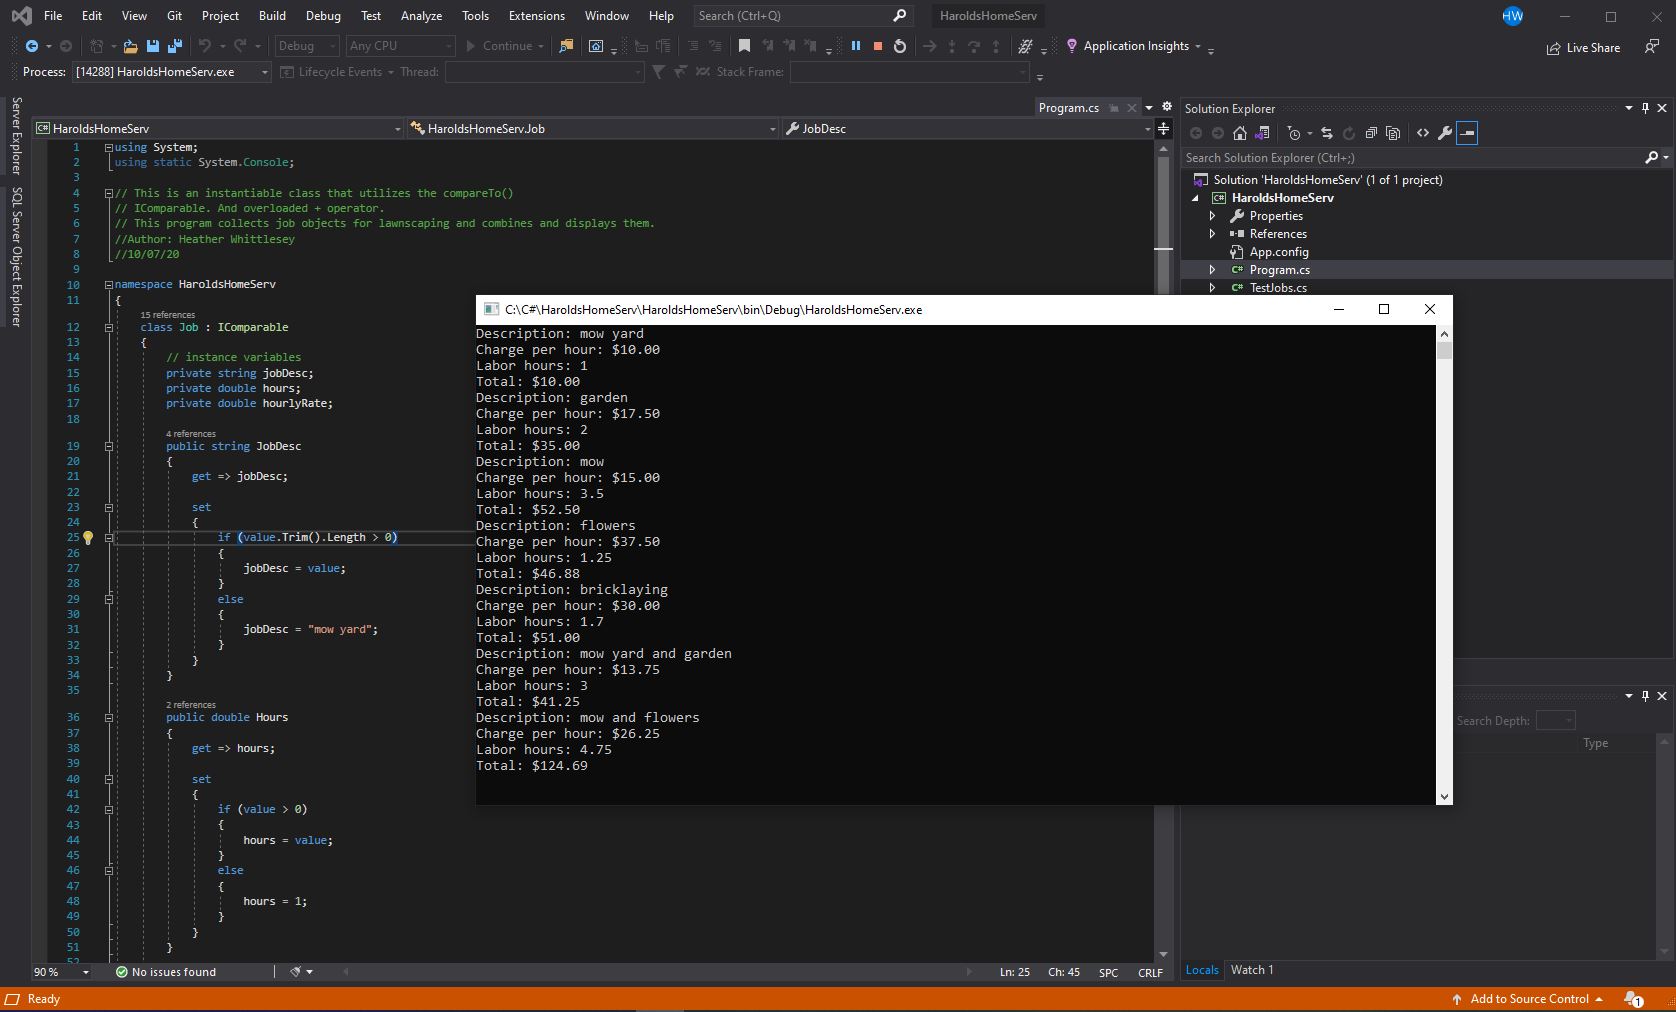 File Edit View Git Project Build Debug Test Analyze Tools Extensions Window Help Search (Ctrl+Q) HaroldsHomeServ HW
Debug Any CPU Continue Application Insights Live Share
Process: [14288] HaroldsHomeServ.exe Lifecycle Events Thread: Stack Frame:
Server Explorer
SQL Server Object Explorer
Program.cs
HaroldsHomeServ HaroldsHomeServ.Job JobDesc
1 using System;
2 using static System.Console;
3
4 // This is an instantiable class that utilizes the compareTo()
5 // IComparable. And overloaded + operator.
6 // This program collects job objects for lawnscaping and combines and displays them.
7 //Author: Heather Whittlesey
8 //10/07/20
9
10 namespace HaroldsHomeServ
11 {
15 references
12 class Job : IComparable
13 {
14 // instance variables
15 private string jobDesc;
16 private double hours;
17 private double hourlyRate;
18
4 references
19 public string JobDesc
20 {
21 get => jobDesc;
22
23 set
24 {
25 if (value.Trim().Length > 0)
26 {
27 jobDesc = value;
28 }
29 else
30 {
31 jobDesc = "mow yard";
32 }
33 }
34 }
35
2 references
36 public double Hours
37 {
38 get => hours;
39
40 set
41 {
42 if (value > 0)
43 {
44 hours = value;
45 }
46 else
47 {
48 hours = 1;
49 }
50 }
51 }
52
C:\C#\HaroldsHomeServ\HaroldsHomeServ\bin\Debug\HaroldsHomeServ.exe
Description: mow yard
Charge per hour: $10.00
Labor hours: 1
Total: $10.00
Description: garden
Charge per hour: $17.50
Labor hours: 2
Total: $35.00
Description: mow
Charge per hour: $15.00
Labor hours: 3.5
Total: $52.50
Description: flowers
Charge per hour: $37.50
Labor hours: 1.25
Total: $46.88
Description: bricklaying
Charge per hour: $30.00
Labor hours: 1.7
Total: $51.00
Description: mow yard and garden
Charge per hour: $13.75
Labor hours: 3
Total: $41.25
Description: mow and flowers
Charge per hour: $26.25
Labor hours: 4.75
Total: $124.69
Solution Explorer
Search Solution Explorer (Ctrl+;)
Solution 'HaroldsHomeServ' (1 of 1 project)
C# HaroldsHomeServ
Properties
References
App.config
C# Program.cs
C# TestJobs.cs
Search Depth:
Type
Locals Watch 1
90 % No issues found Ln: 25 Ch: 45 SPC CRLF
Ready Add to Source Control 1